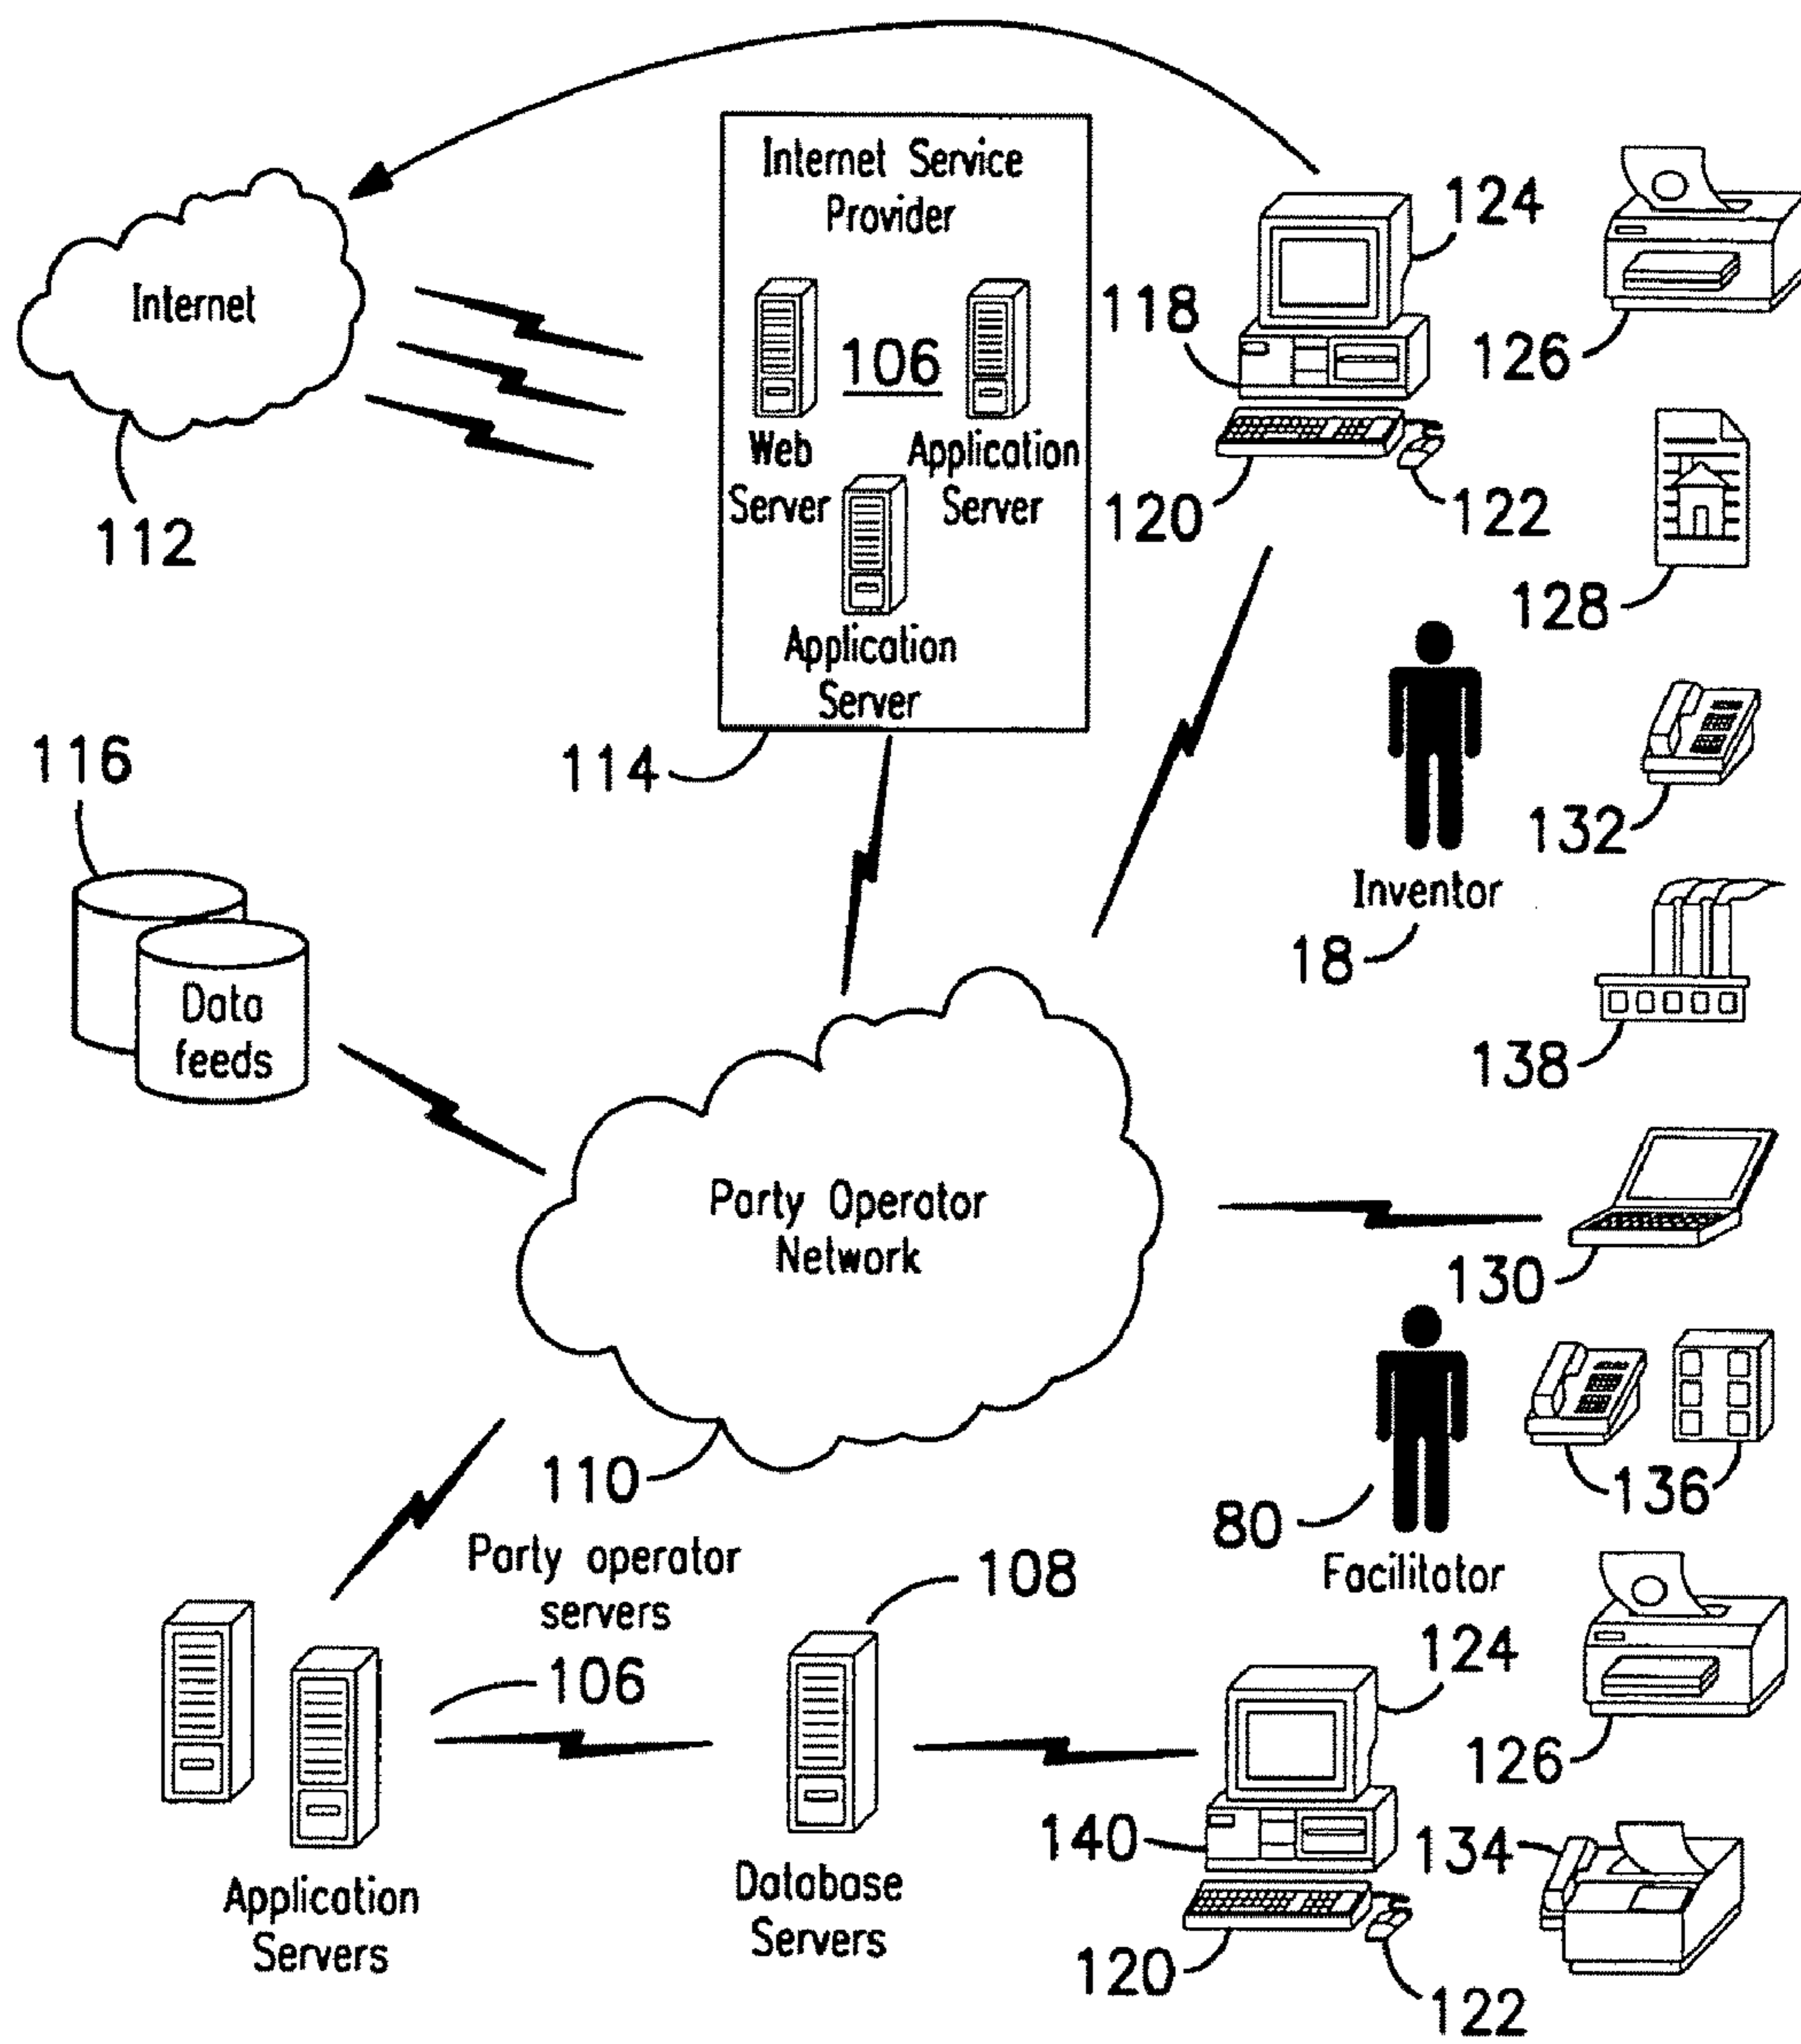 Internet Service
Provider
124
Internet
118
106
126
Web
Server
Application
Server
120
122
112
128
Application
Server
116
114
132
Inventor
18
Data
feeds
138
Party Operator
Network
130
110
136
80
Party operator
servers
108
Facilitator
124
106
126
140
134
Application
Servers
Database
Servers
120
122